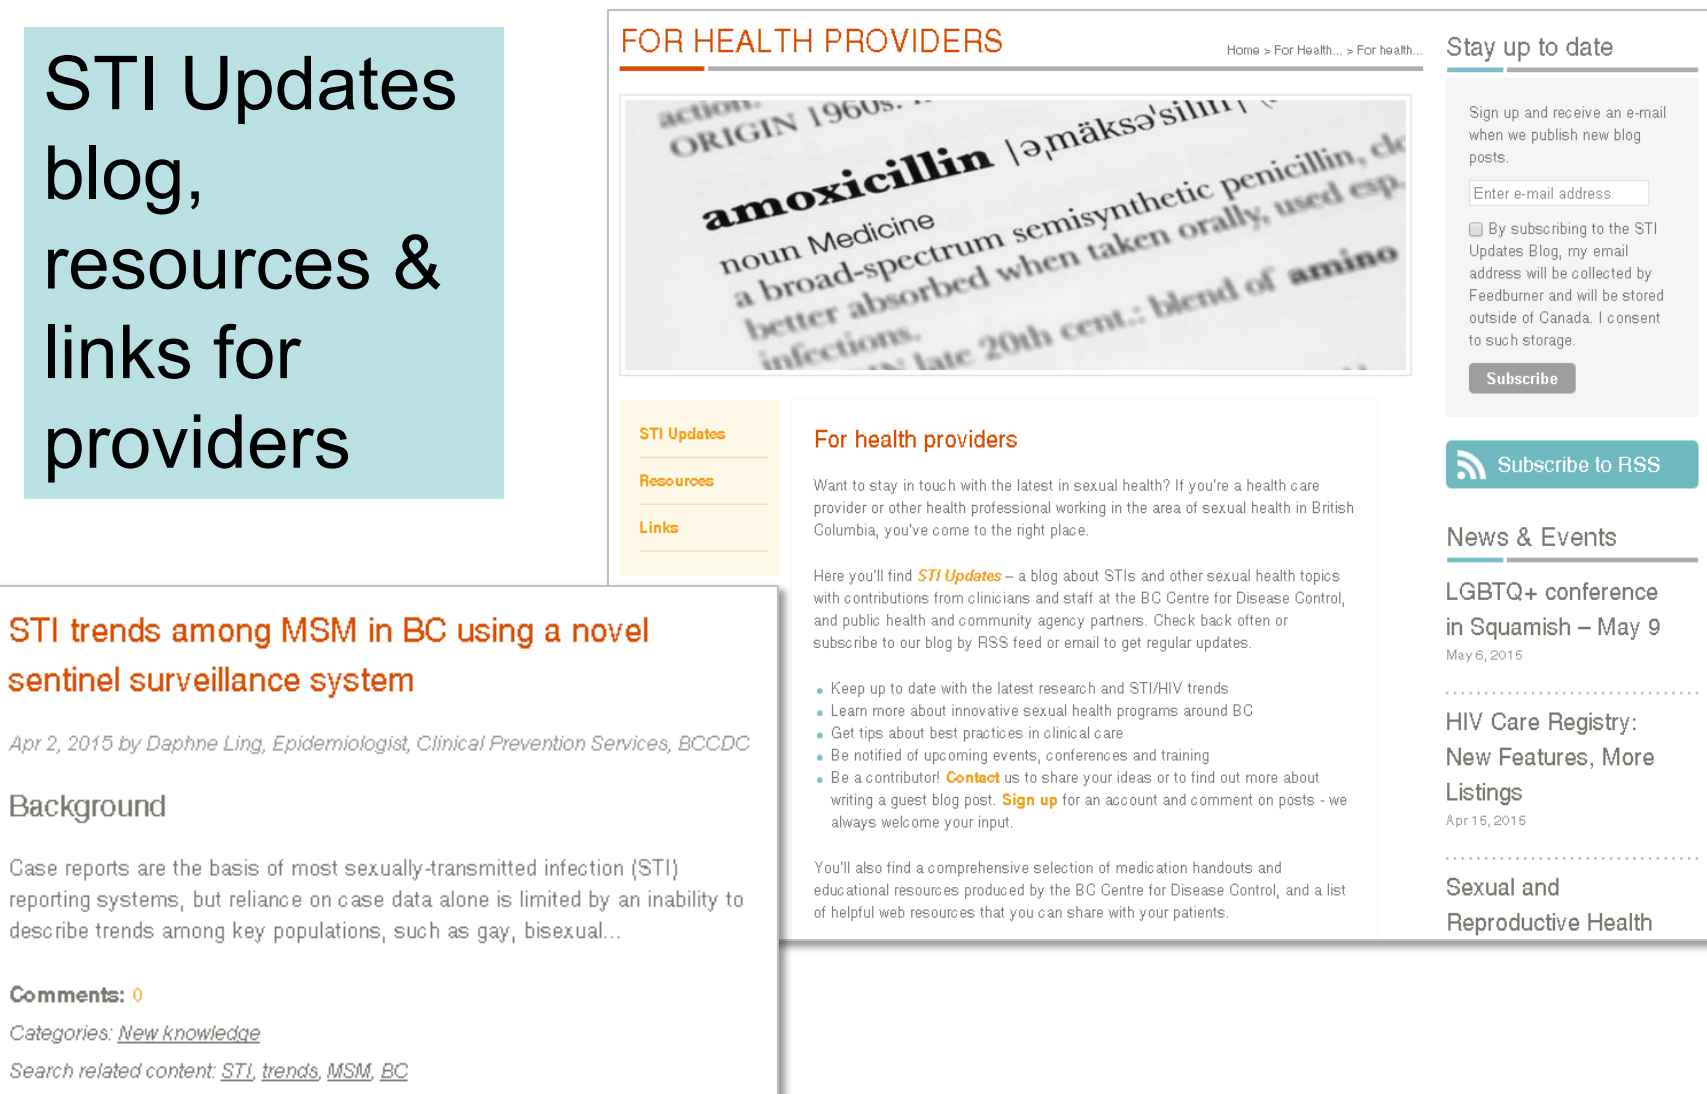 STI Updates
blog,
resources &
links for
providers
FOR HEALTH PROVIDERS
Home > For Health... > For health...
action.
ORIGIN 1960s:
amoxicillin |ə,mäksə'silin|
noun Medicine
a broad-spectrum semisynthetic penicillin,
better absorbed when taken orally, used esp.
infections.
late 20th cent.: blend of amino
STI Updates
Resources
Links
For health providers
Want to stay in touch with the latest in sexual health? If you're a health care
provider or other health professional working in the area of sexual health in British
Columbia, you've come to the right place.
Here you'll find STI Updates – a blog about STIs and other sexual health topics
with contributions from clinicians and staff at the BC Centre for Disease Control,
and public health and community agency partners. Check back often or
subscribe to our blog by RSS feed or email to get regular updates.
Keep up to date with the latest research and STI/HIV trends
Learn more about innovative sexual health programs around BC
Get tips about best practices in clinical care
Be notified of upcoming events, conferences and training
Be a contributor! Contact us to share your ideas or to find out more about
writing a guest blog post. Sign up for an account and comment on posts - we
always welcome your input.
You'll also find a comprehensive selection of medication handouts and
educational resources produced by the BC Centre for Disease Control, and a list
of helpful web resources that you can share with your patients.
Stay up to date
Sign up and receive an e-mail
when we publish new blog
posts.
Enter e-mail address
By subscribing to the STI
Updates Blog, my email
address will be collected by
Feedburner and will be stored
outside of Canada. I consent
to such storage.
Subscribe
Subscribe to RSS
News & Events
LGBTQ+ conference
in Squamish – May 9
May 6, 2015
HIV Care Registry:
New Features, More
Listings
Apr 15, 2015
Sexual and
Reproductive Health
STI trends among MSM in BC using a novel
sentinel surveillance system
Apr 2, 2015 by Daphne Ling, Epidemiologist, Clinical Prevention Services, BCCDC
Background
Case reports are the basis of most sexually-transmitted infection (STI)
reporting systems, but reliance on case data alone is limited by an inability to
describe trends among key populations, such as gay, bisexual...
Comments: 0
Categories: New knowledge
Search related content: STI, trends, MSM, BC